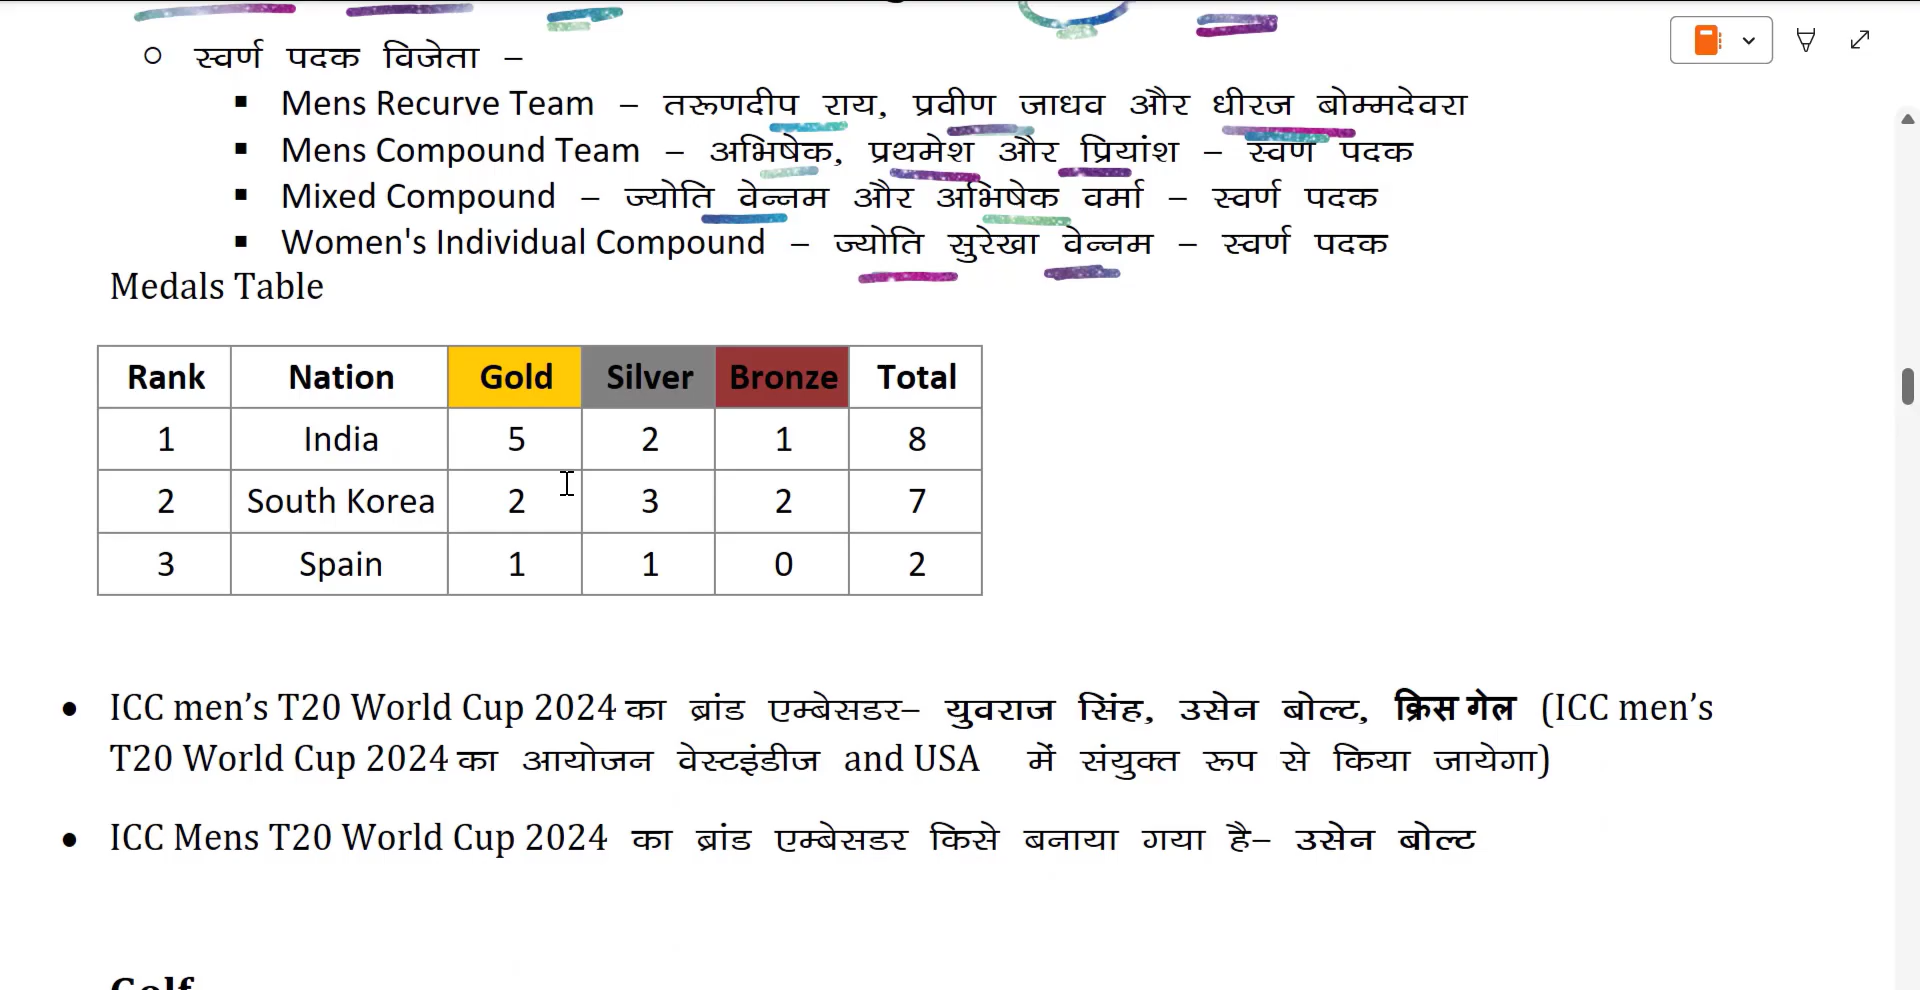 स्वर्ण पदक विजेता –
Mens Recurve Team – तरूणदीप राय, प्रवीण जाधव और धीरज बोम्मदेवरा
Mens Compound Team – अभिषेक, प्रथमेश और प्रियांश – स्वर्ण पदक
Mixed Compound – ज्योति वेन्नम और अभिषेक वर्मा – स्वर्ण पदक
Women's Individual Compound – ज्योति सुरेखा वेन्नम – स्वर्ण पदक
Medals Table
Rank Nation Gold Silver Bronze Total
1 India 5 2 1 8
2 South Korea 2 3 2 7
3 Spain 1 1 0 2
ICC men’s T20 World Cup 2024 का ब्रांड एम्बेसडर– युवराज सिंह, उसेन बोल्ट, क्रिस गेल (ICC men’s
T20 World Cup 2024 का आयोजन वेस्टइंडीज and USA में संयुक्त रूप से किया जायेगा)
ICC Mens T20 World Cup 2024 का ब्रांड एम्बेसडर किसे बनाया गया है– उसेन बोल्ट
Golf